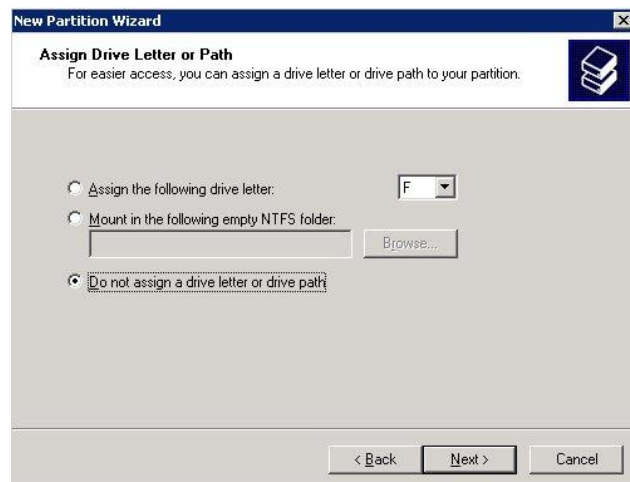 New Partition Wizard
Assign Drive Letter or Path
For easier access, you can assign a drive letter or drive path to your partition.
Assign the following drive letter: F
Mount in the following empty NTFS folder:
Browse...
Do not assign a drive letter or drive path
< Back Next > Cancel